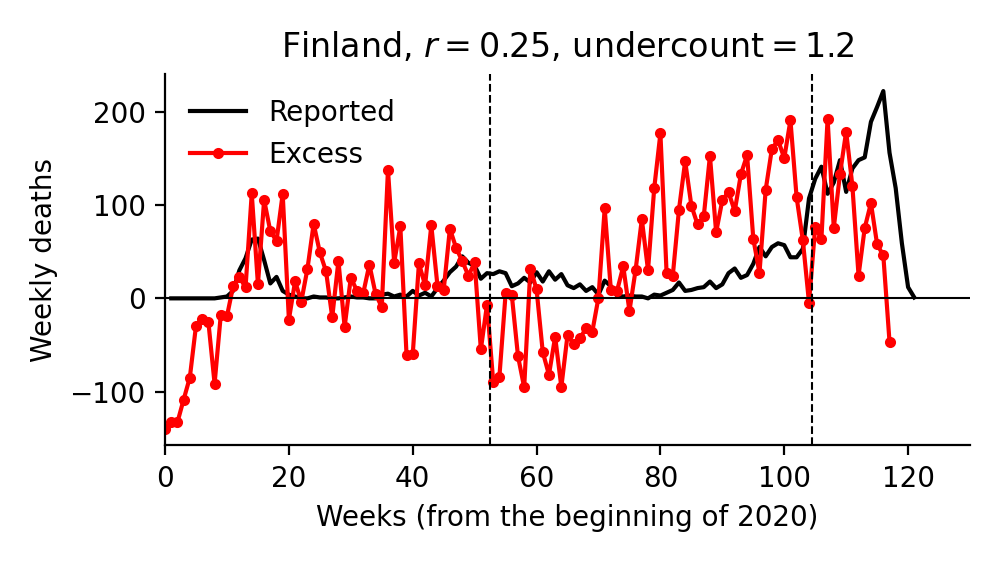 Finland, r = 0.25, undercount = 1.2
Reported
Excess
Weekly deaths
200
100
0
−100
0 20 40 60 80 100 120
Weeks (from the beginning of 2020)